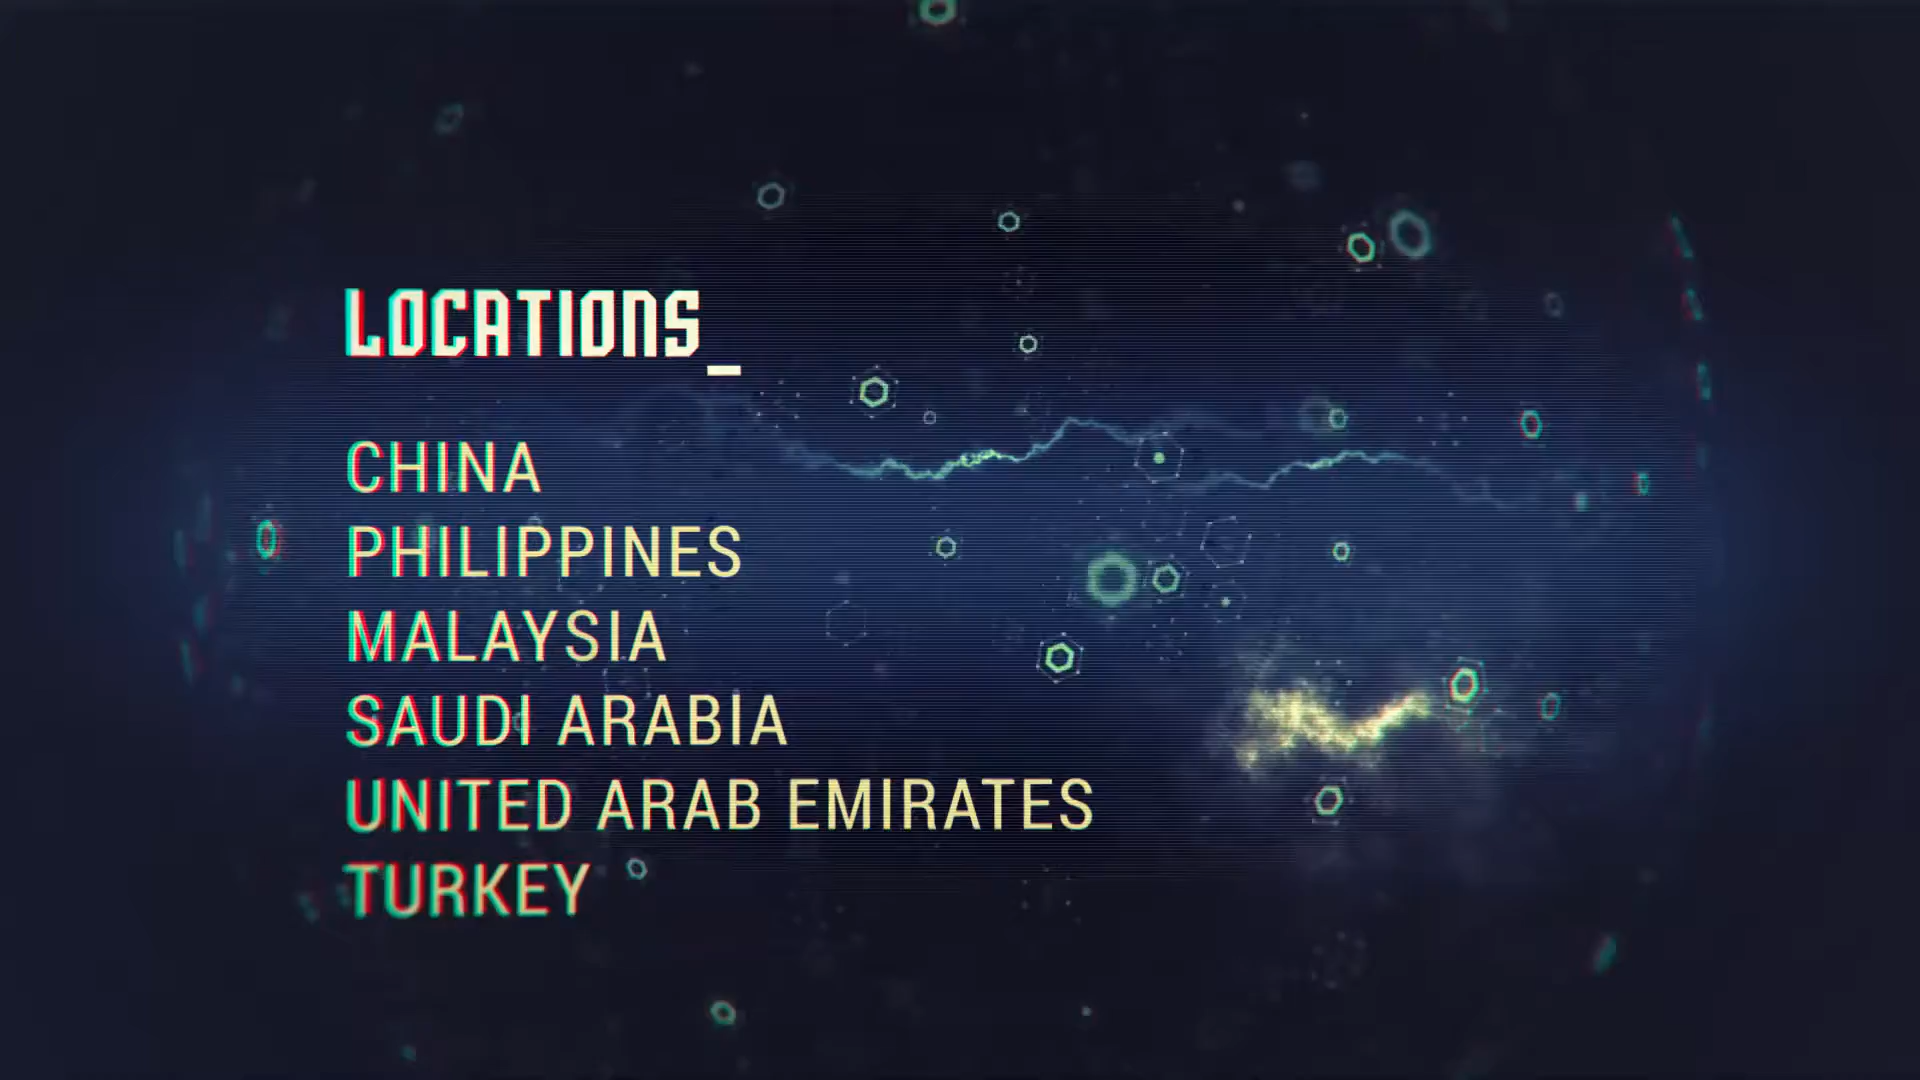 LOCATIONS_
CHINA
PHILIPPINES
MALAYSIA
SAUDI ARABIA
UNITED ARAB EMIRATES
TURKEY